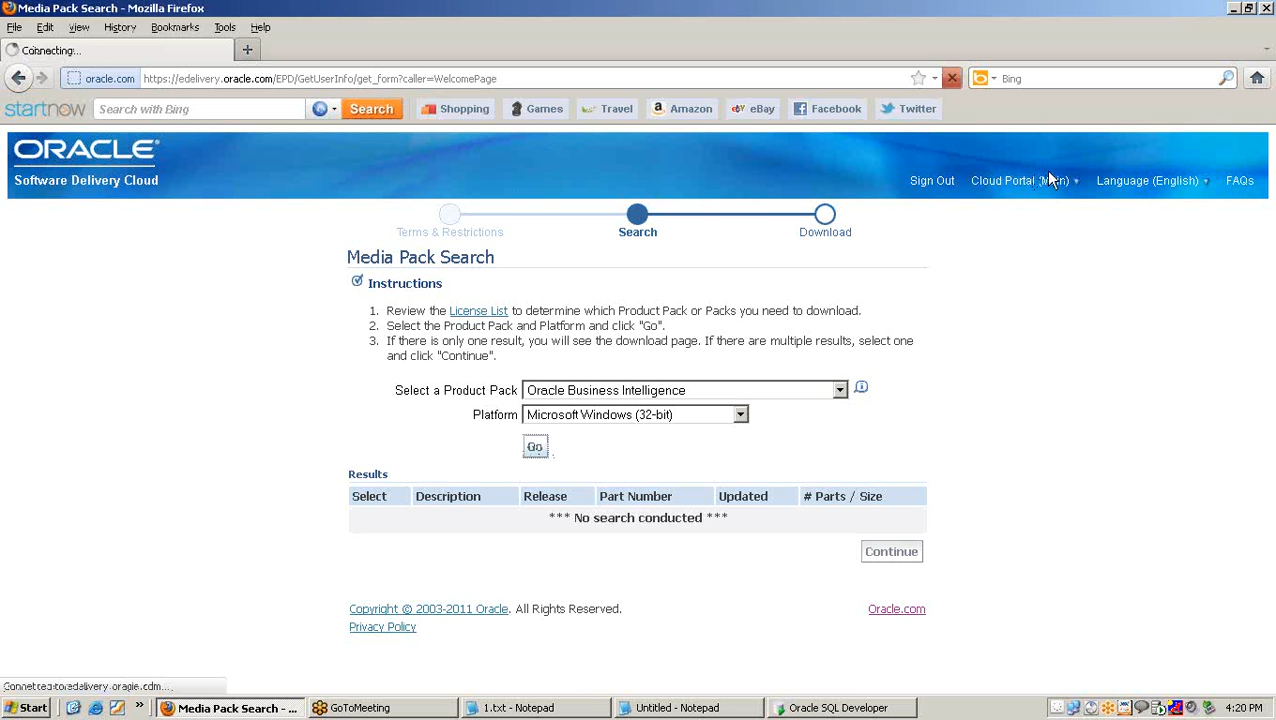 Media Pack Search - Mozilla Firefox
File Edit View History Bookmarks Tools Help
Connecting...
oracle.com https://edelivery.oracle.com/EPD/GetUserInfo/get_form?caller=WelcomePage Bing
startnow Search with Bing Search Shopping Games Travel Amazon eBay Facebook Twitter
ORACLE
Software Delivery Cloud
Sign Out Cloud Portal (Main) Language (English) FAQs
Terms & Restrictions Search Download
Media Pack Search
Instructions
1. Review the License List to determine which Product Pack or Packs you need to download.
2. Select the Product Pack and Platform and click "Go".
3. If there is only one result, you will see the download page. If there are multiple results, select one
and click "Continue".
Select a Product Pack Oracle Business Intelligence
Platform Microsoft Windows (32-bit)
Go
Results
Select Description Release Part Number Updated # Parts / Size
*** No search conducted ***
Continue
Copyright © 2003-2011 Oracle. All Rights Reserved. Oracle.com
Privacy Policy
Start Media Pack Search - ... GoToMeeting 1.txt - Notepad Untitled - Notepad Oracle SQL Developer 4:20 PM